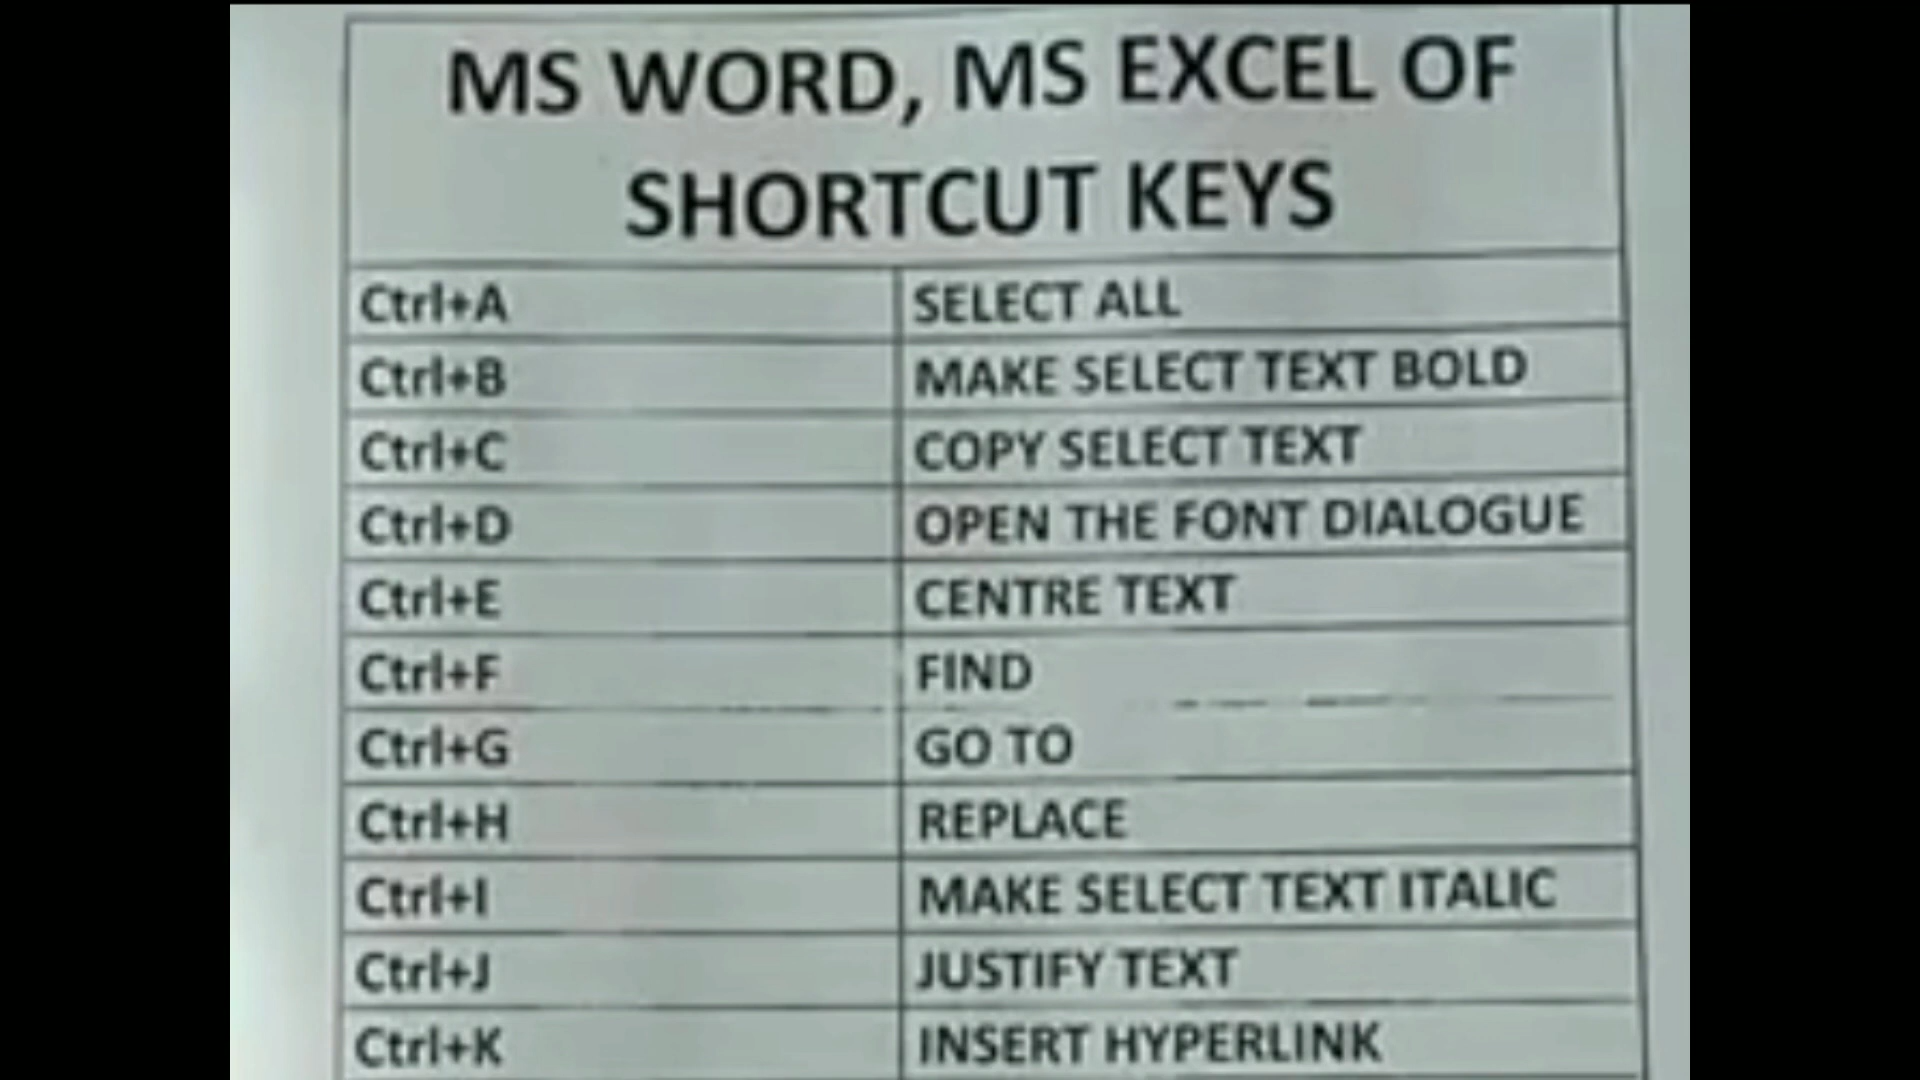 MS WORD, MS EXCEL OF
SHORTCUT KEYS
Ctrl+A SELECT ALL
Ctrl+B MAKE SELECT TEXT BOLD
Ctrl+C COPY SELECT TEXT
Ctrl+D OPEN THE FONT DIALOGUE
Ctrl+E CENTRE TEXT
Ctrl+F FIND
Ctrl+G GO TO
Ctrl+H REPLACE
Ctrl+I MAKE SELECT TEXT ITALIC
Ctrl+J JUSTIFY TEXT
Ctrl+K INSERT HYPERLINK